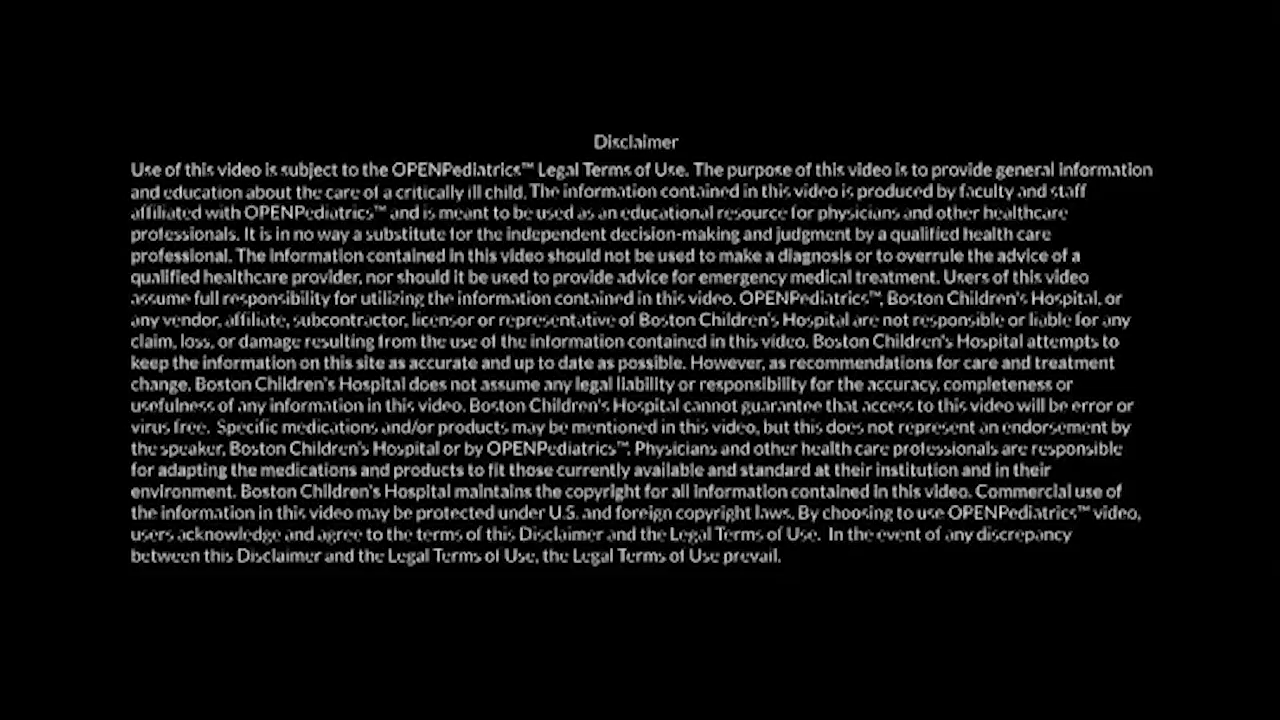 Disclaimer
Use of this video is subject to the OPENPediatrics™ Legal Terms of Use. The purpose of this video is to provide general information
and education about the care of a critically ill child. The information contained in this video is produced by faculty and staff
affiliated with OPENPediatrics™ and is meant to be used as an educational resource for physicians and other healthcare
professionals. It is in no way a substitute for the independent decision-making and judgment by a qualified health care
professional. The information contained in this video should not be used to make a diagnosis or to overrule the advice of a
qualified healthcare provider, nor should it be used to provide advice for emergency medical treatment. Users of this video
assume full responsibility for utilizing the information contained in this video. OPENPediatrics™, Boston Children's Hospital, or
any vendor, affiliate, subcontractor, licensor or representative of Boston Children's Hospital are not responsible or liable for any
claim, loss, or damage resulting from the use of the information contained in this video. Boston Children's Hospital attempts to
keep the information on this site as accurate and up to date as possible. However, as recommendations for care and treatment
change, Boston Children's Hospital does not assume any legal liability or responsibility for the accuracy, completeness or
usefulness of any information in this video. Boston Children's Hospital cannot guarantee that access to this video will be error or
virus free. Specific medications and/or products may be mentioned in this video, but this does not represent an endorsement by
the speaker, Boston Children's Hospital or by OPENPediatrics™. Physicians and other health care professionals are responsible
for adapting the medications and products to fit those currently available and standard at their institution and in their
environment. Boston Children's Hospital maintains the copyright for all information contained in this video. Commercial use of
the information in this video may be protected under U.S. and foreign copyright laws. By choosing to use OPENPediatrics™ video,
users acknowledge and agree to the terms of this Disclaimer and the Legal Terms of Use. In the event of any discrepancy
between this Disclaimer and the Legal Terms of Use, the Legal Terms of Use prevail.